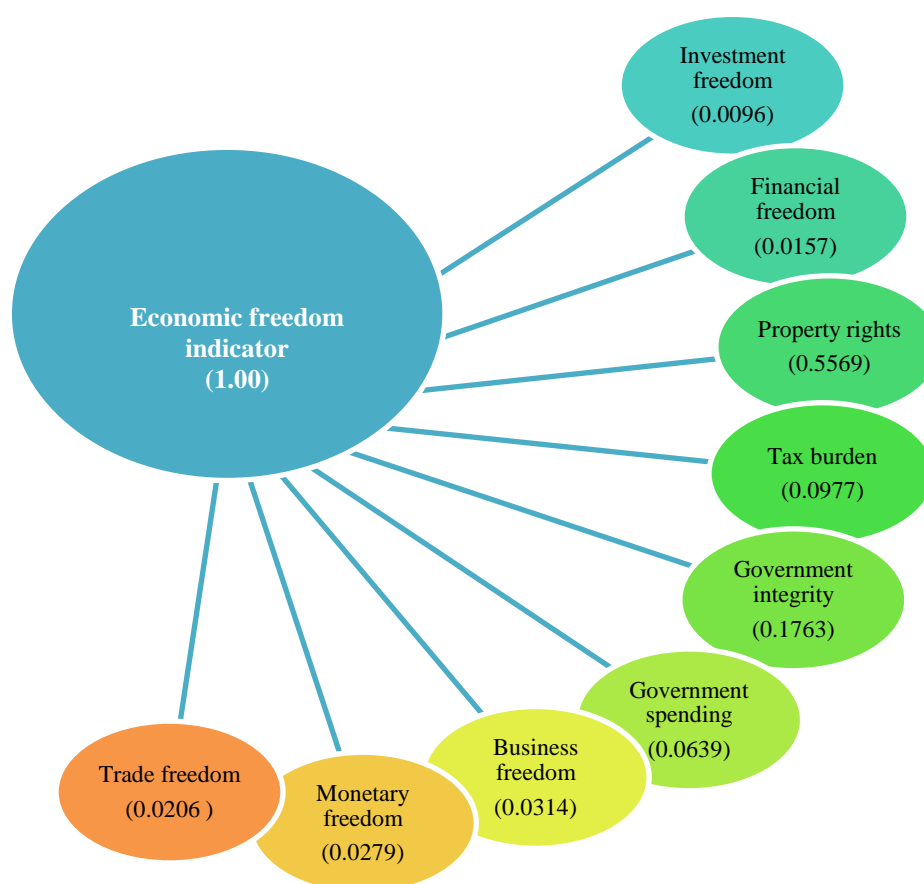 Economic freedom
indicator
(1.00)
Investment
freedom
(0.0096)
Financial
freedom
(0.0157)
Property rights
(0.5569)
Tax burden
(0.0977)
Government
integrity
(0.1763)
Government
spending
(0.0639)
Business
freedom
(0.0314)
Monetary
freedom
(0.0279)
Trade freedom
(0.0206 )